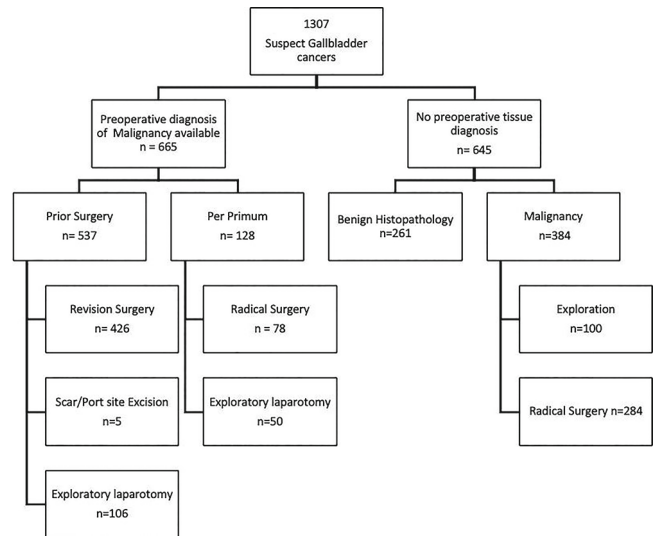 1307
Suspect Gallbladder
cancers
Preoperative diagnosis
of Malignancy available
n = 665
No preoperative tissue
diagnosis
n= 645
Prior Surgery
n= 537
Per Primum
n= 128
Benign Histopathology
n=261
Malignancy
n=384
Revision Surgery
n= 426
Radical Surgery
n = 78
Exploration
n=100
Scar/Port site Excision
n=5
Exploratory laparotomy
n=50
Radical Surgery n=284
Exploratory laparotomy
n=106